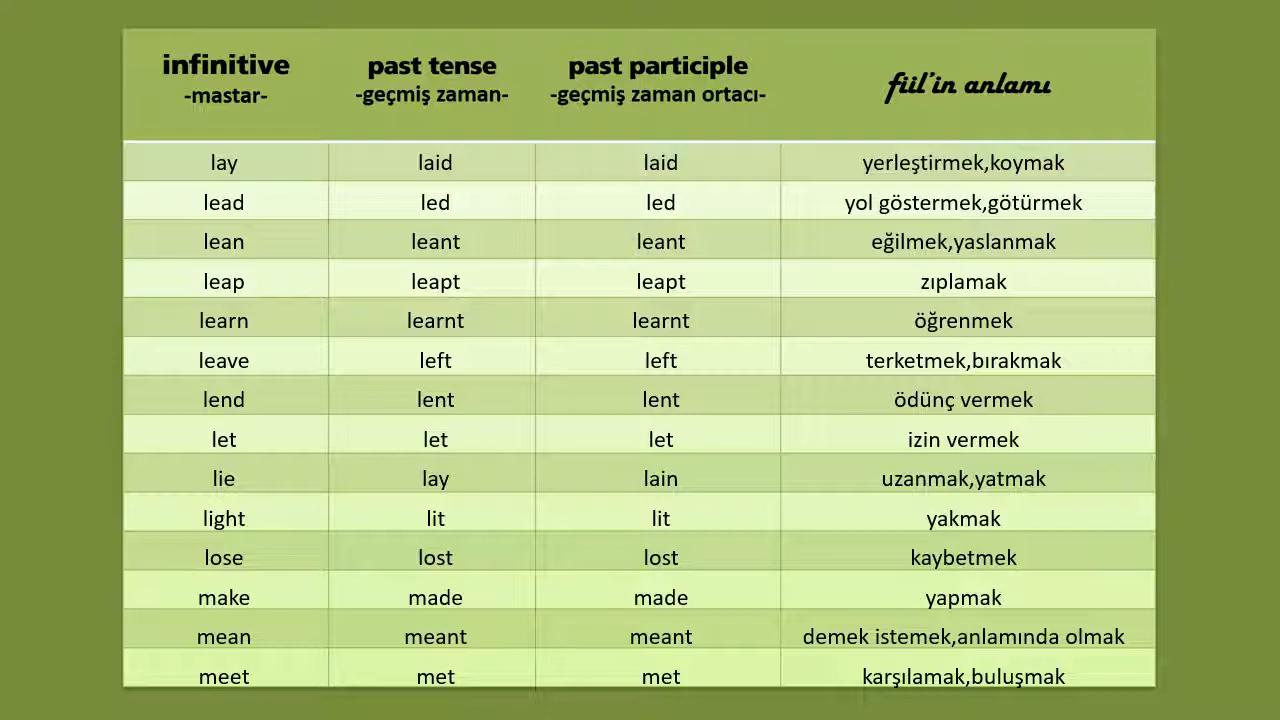 infinitive past tense past participle fiil'in anlamı
-mastar- -geçmiş zaman- -geçmiş zaman ortacı-
lay laid laid yerleştirmek,koymak
lead led led yol göstermek,götürmek
lean leant leant eğilmek,yaslanmak
leap leapt leapt zıplamak
learn learnt learnt öğrenmek
leave left left terketmek,bırakmak
lend lent lent ödünç vermek
let let let izin vermek
lie lay lain uzanmak,yatmak
light lit lit yakmak
lose lost lost kaybetmek
make made made yapmak
mean meant meant demek istemek,anlamında olmak
meet met met karşılamak,buluşmak